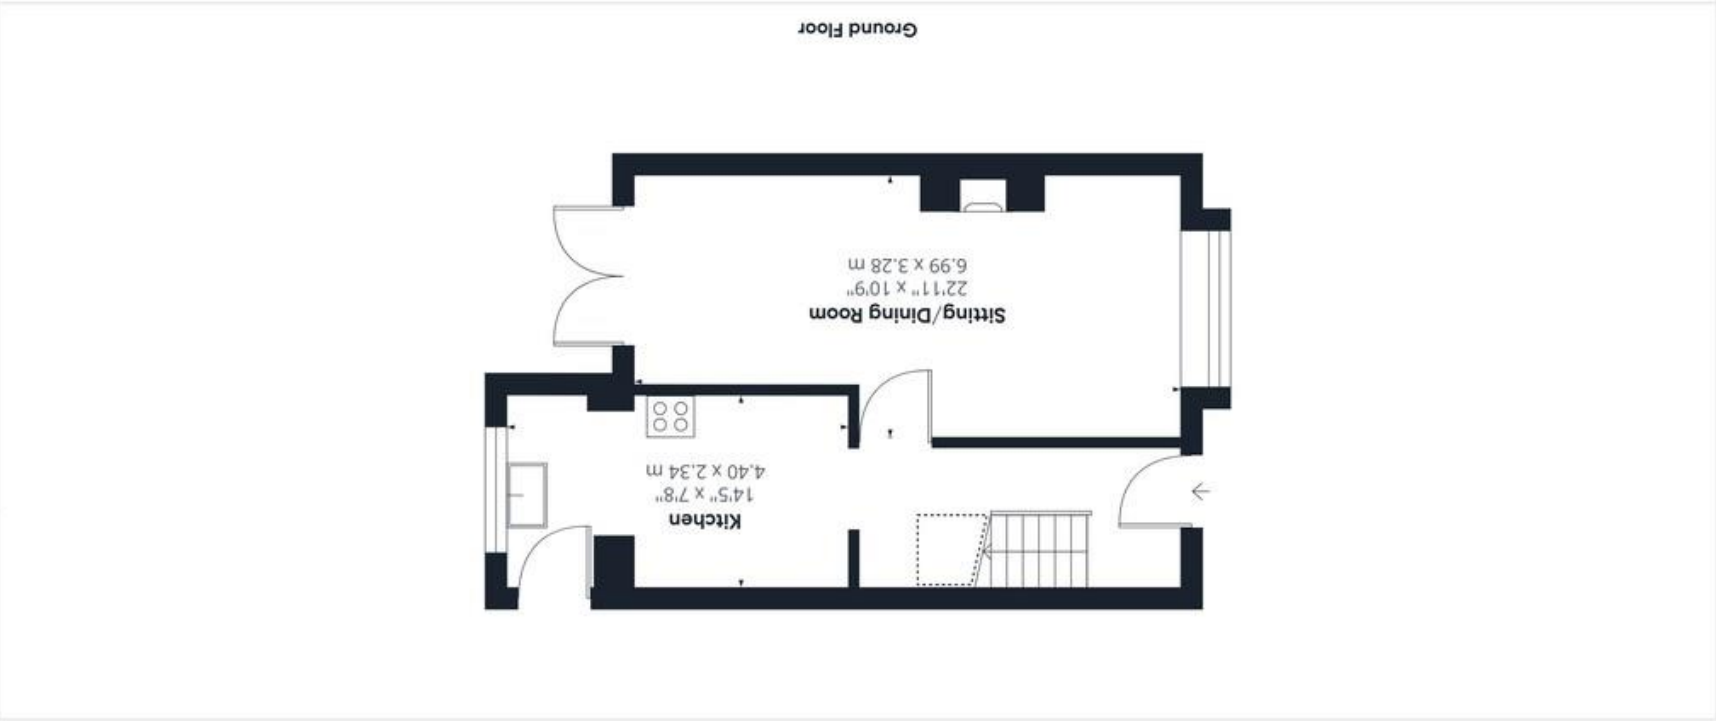 Kitchen
14'5" x 7'8"
4.40 x 2.34 m
Sitting/Dining Room
22'11" x 10'9"
6.99 x 3.28 m
Ground Floor